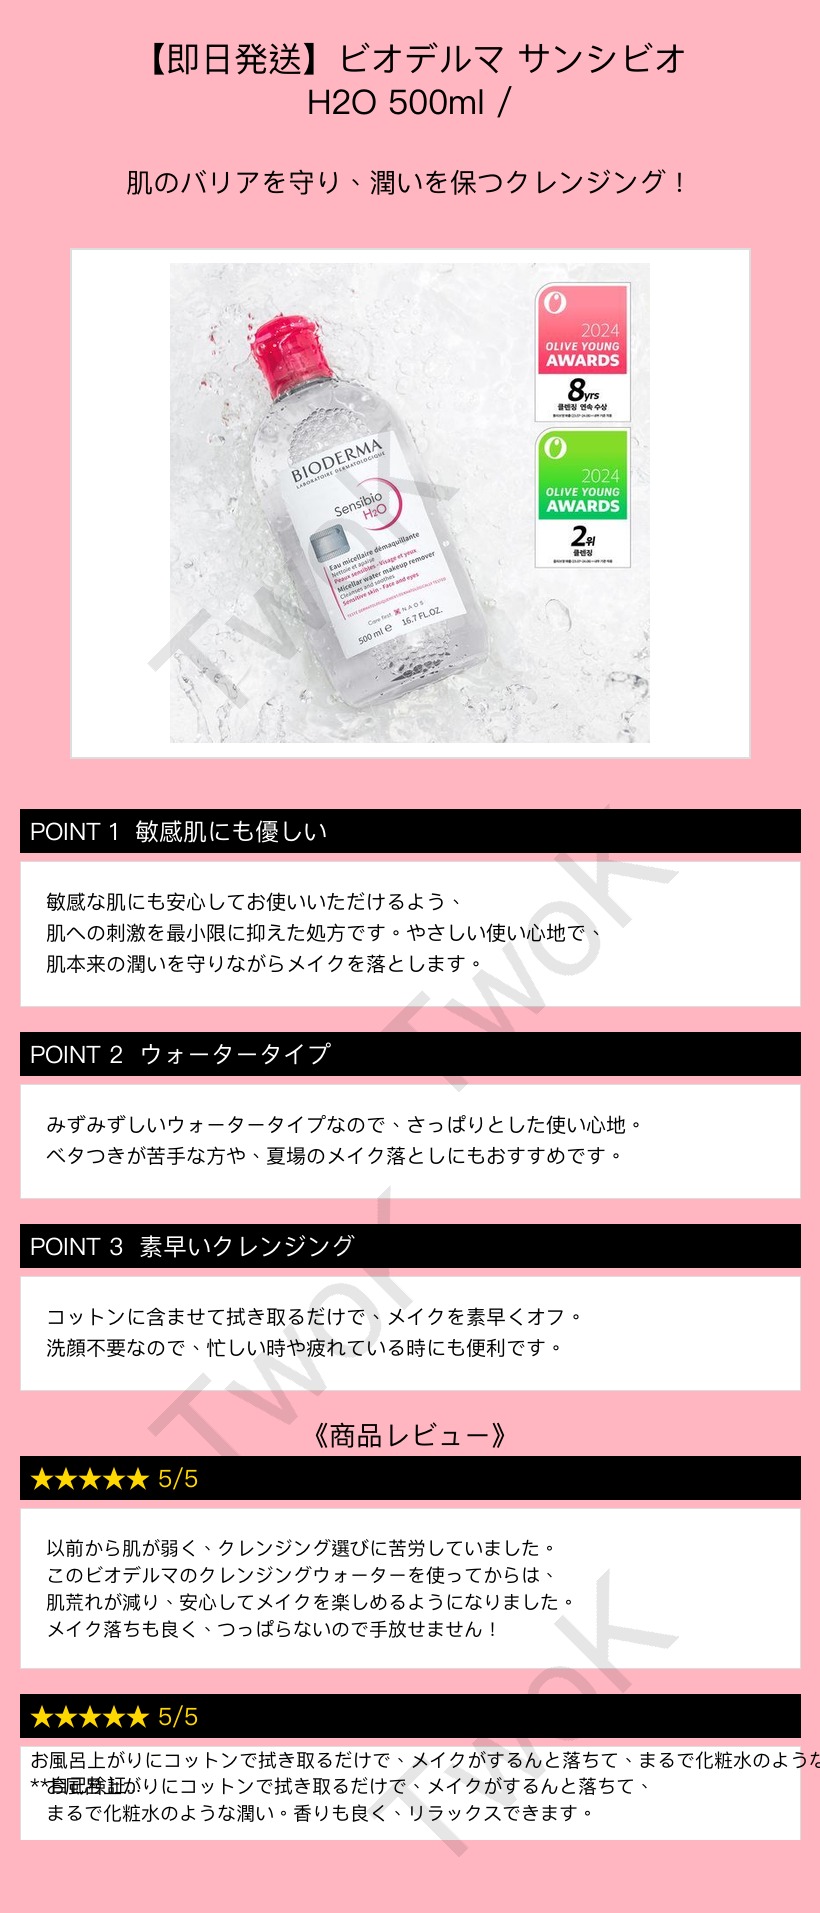 【即日発送】ビオデルマ サンシビオ
H2O 500ml /
肌のバリアを守り、潤いを保つクレンジング！
2024
OLIVE YOUNG
AWARDS
8yrs
클렌징 연속 수상
2024
OLIVE YOUNG
AWARDS
2위
클렌징
BIODERMA
LABORATOIRE DERMATOLOGIQUE
Sensibio
H2O
Eau micellaire démaquillante
Nettoie et apaise
Peaux sensibles - Visage et yeux
Micellar water makeup remover
Cleanses and soothes
Sensitive skin - Face and eyes
Care first NAOS
500 ml e 16.7 FL.OZ.
TwoK
POINT 1 敏感肌にも優しい
敏感な肌にも安心してお使いいただけるよう、
肌への刺激を最小限に抑えた処方です。やさしい使い心地で、
肌本来の潤いを守りながらメイクを落とします。
TwoK
POINT 2 ウォータータイプ
みずみずしいウォータータイプなので、さっぱりとした使い心地。
ベタつきが苦手な方や、夏場のメイク落としにもおすすめです。
POINT 3 素早いクレンジング
コットンに含ませて拭き取るだけで、メイクを素早くオフ。
洗顔不要なので、忙しい時や疲れている時にも便利です。
TwoK
《商品レビュー》
★★★★★ 5/5
以前から肌が弱く、クレンジング選びに苦労していました。
このビオデルマのクレンジングウォーターを使ってからは、
肌荒れが減り、安心してメイクを楽しめるようになりました。
メイク落ちも良く、つっぱらないので手放せません！
★★★★★ 5/5
お風呂上がりにコットンで拭き取るだけで、メイクがするんと落ちて、まるで化粧水のような
お風呂上がりにコットンで拭き取るだけで、メイクがするんと落ちて、
まるで化粧水のような潤い。香りも良く、リラックスできます。
TwoK